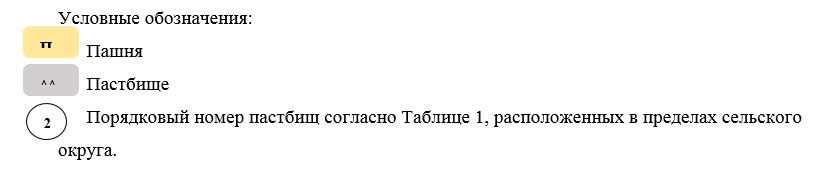 Условные обозначения:
П Пашня
^ ^ Пастбище
2 Порядковый номер пастбищ согласно Таблице 1, расположенных в пределах сельского
округа.